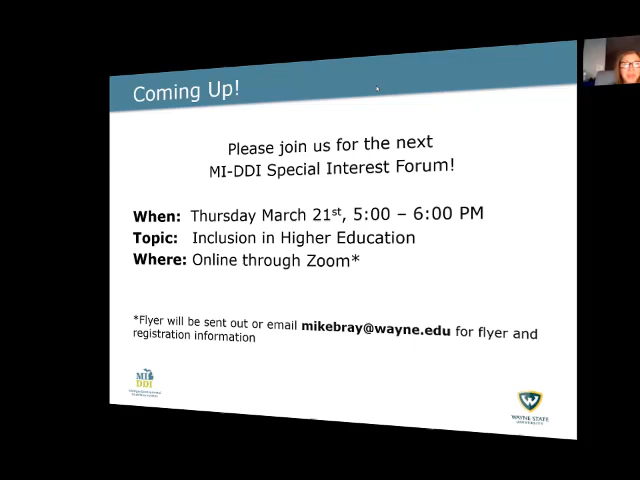 Coming Up!
Please join us for the next
MI-DDI Special Interest Forum!
When: Thursday March 21st, 5:00 – 6:00 PM
Topic: Inclusion in Higher Education
Where: Online through Zoom*
*Flyer will be sent out or email mikebray@wayne.edu for flyer and
registration information
MI
DDI
WAYNE STATE
UNIVERSITY